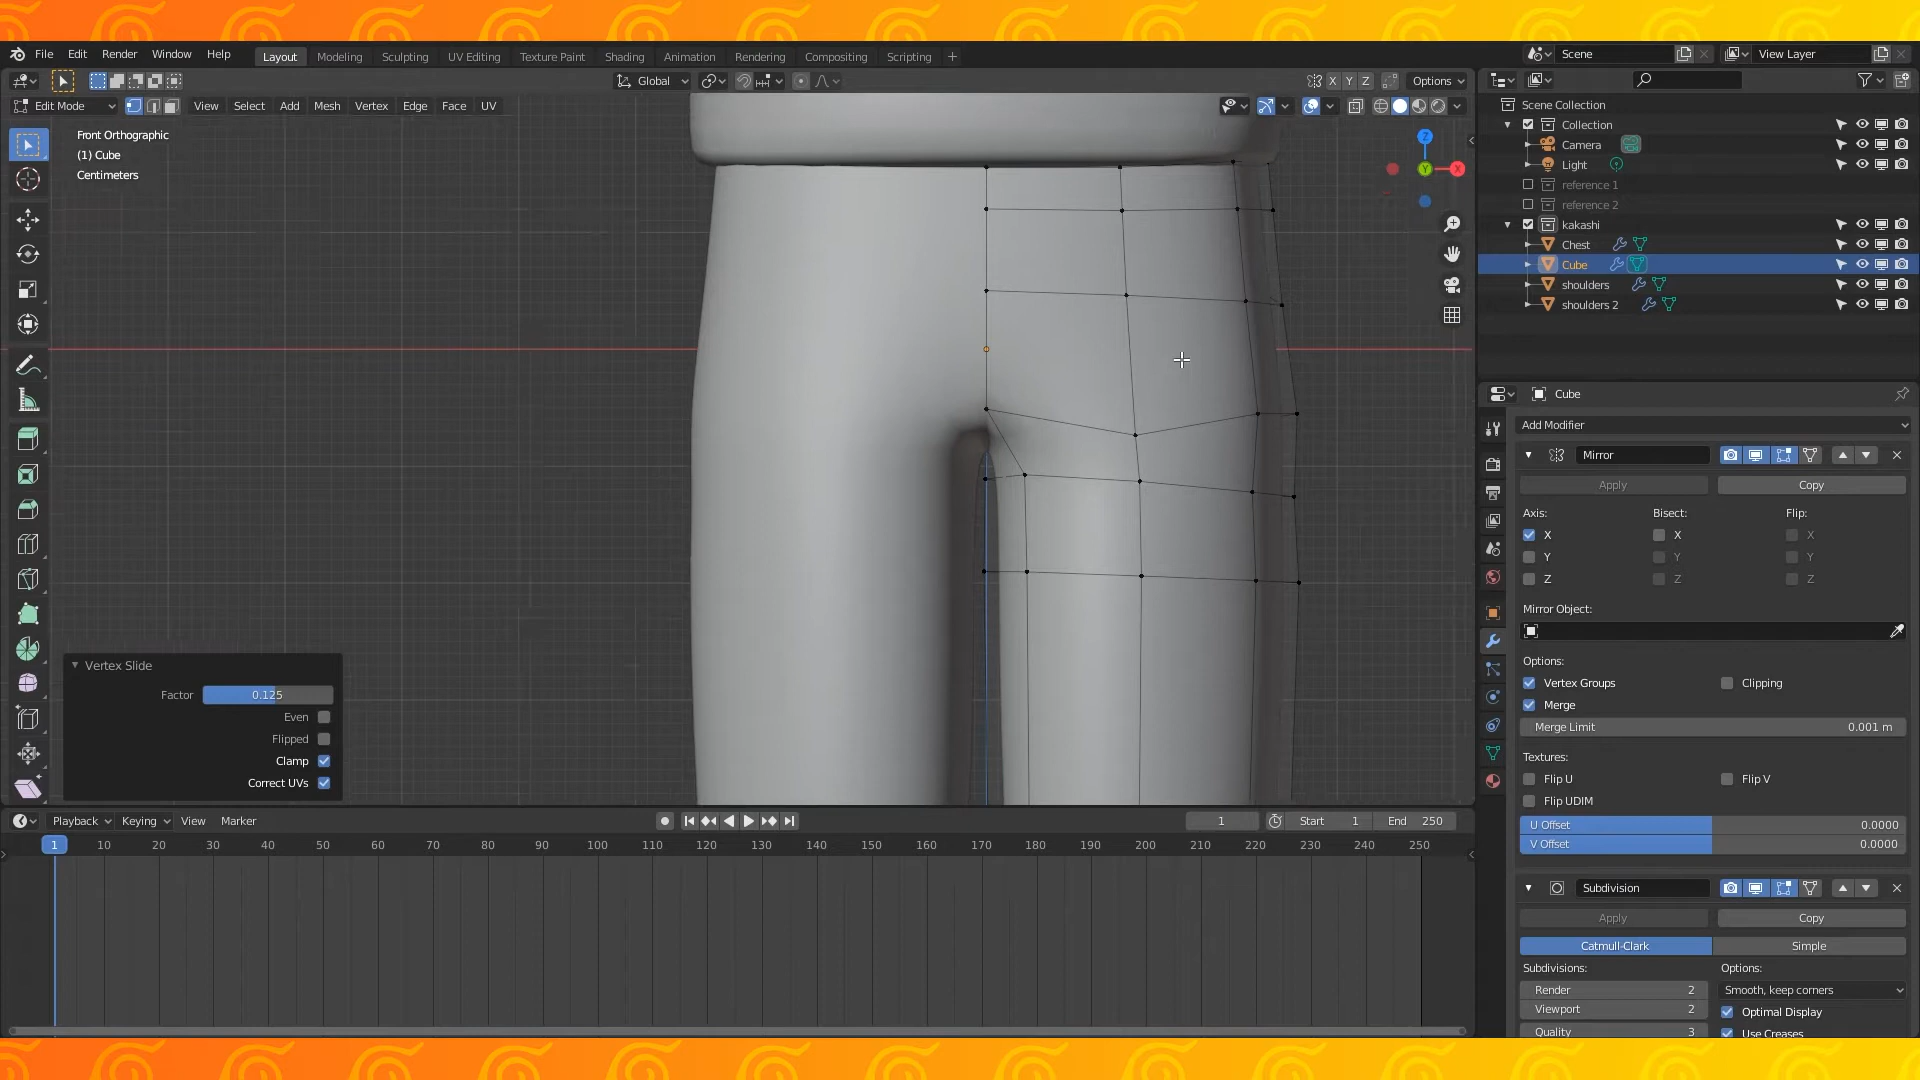 File Edit Render Window Help Layout Modeling Sculpting UV Editing Texture Paint Shading Animation Rendering Compositing Scripting + Scene View Layer
Global X Y Z Options
Edit Mode View Select Add Mesh Vertex Edge Face UV
Front Orthographic
(1) Cube
Centimeters
Z
Y
X
Scene Collection
Collection
Camera
Light
reference 1
reference 2
kakashi
Chest
Cube
shoulders
shoulders 2
Cube
Add Modifier
Mirror
Apply Copy
Axis: Bisect: Flip:
X X X
Y Y Y
Z Z Z
Mirror Object:
Options:
Vertex Groups Clipping
Merge
Merge Limit 0.001 m
Textures:
Flip U Flip V
Flip UDIM
U Offset 0.0000
V Offset 0.0000
Subdivision
Apply Copy
Catmull-Clark Simple
Subdivisions: Options:
Render 2 Smooth, keep corners
Viewport 2 Optimal Display
Quality 3 Use Creases
Vertex Slide
Factor 0.125
Even
Flipped
Clamp
Correct UVs
Playback Keying View Marker 1 Start 1 End 250
1 10 20 30 40 50 60 70 80 90 100 110 120 130 140 150 160 170 180 190 200 210 220 230 240 250